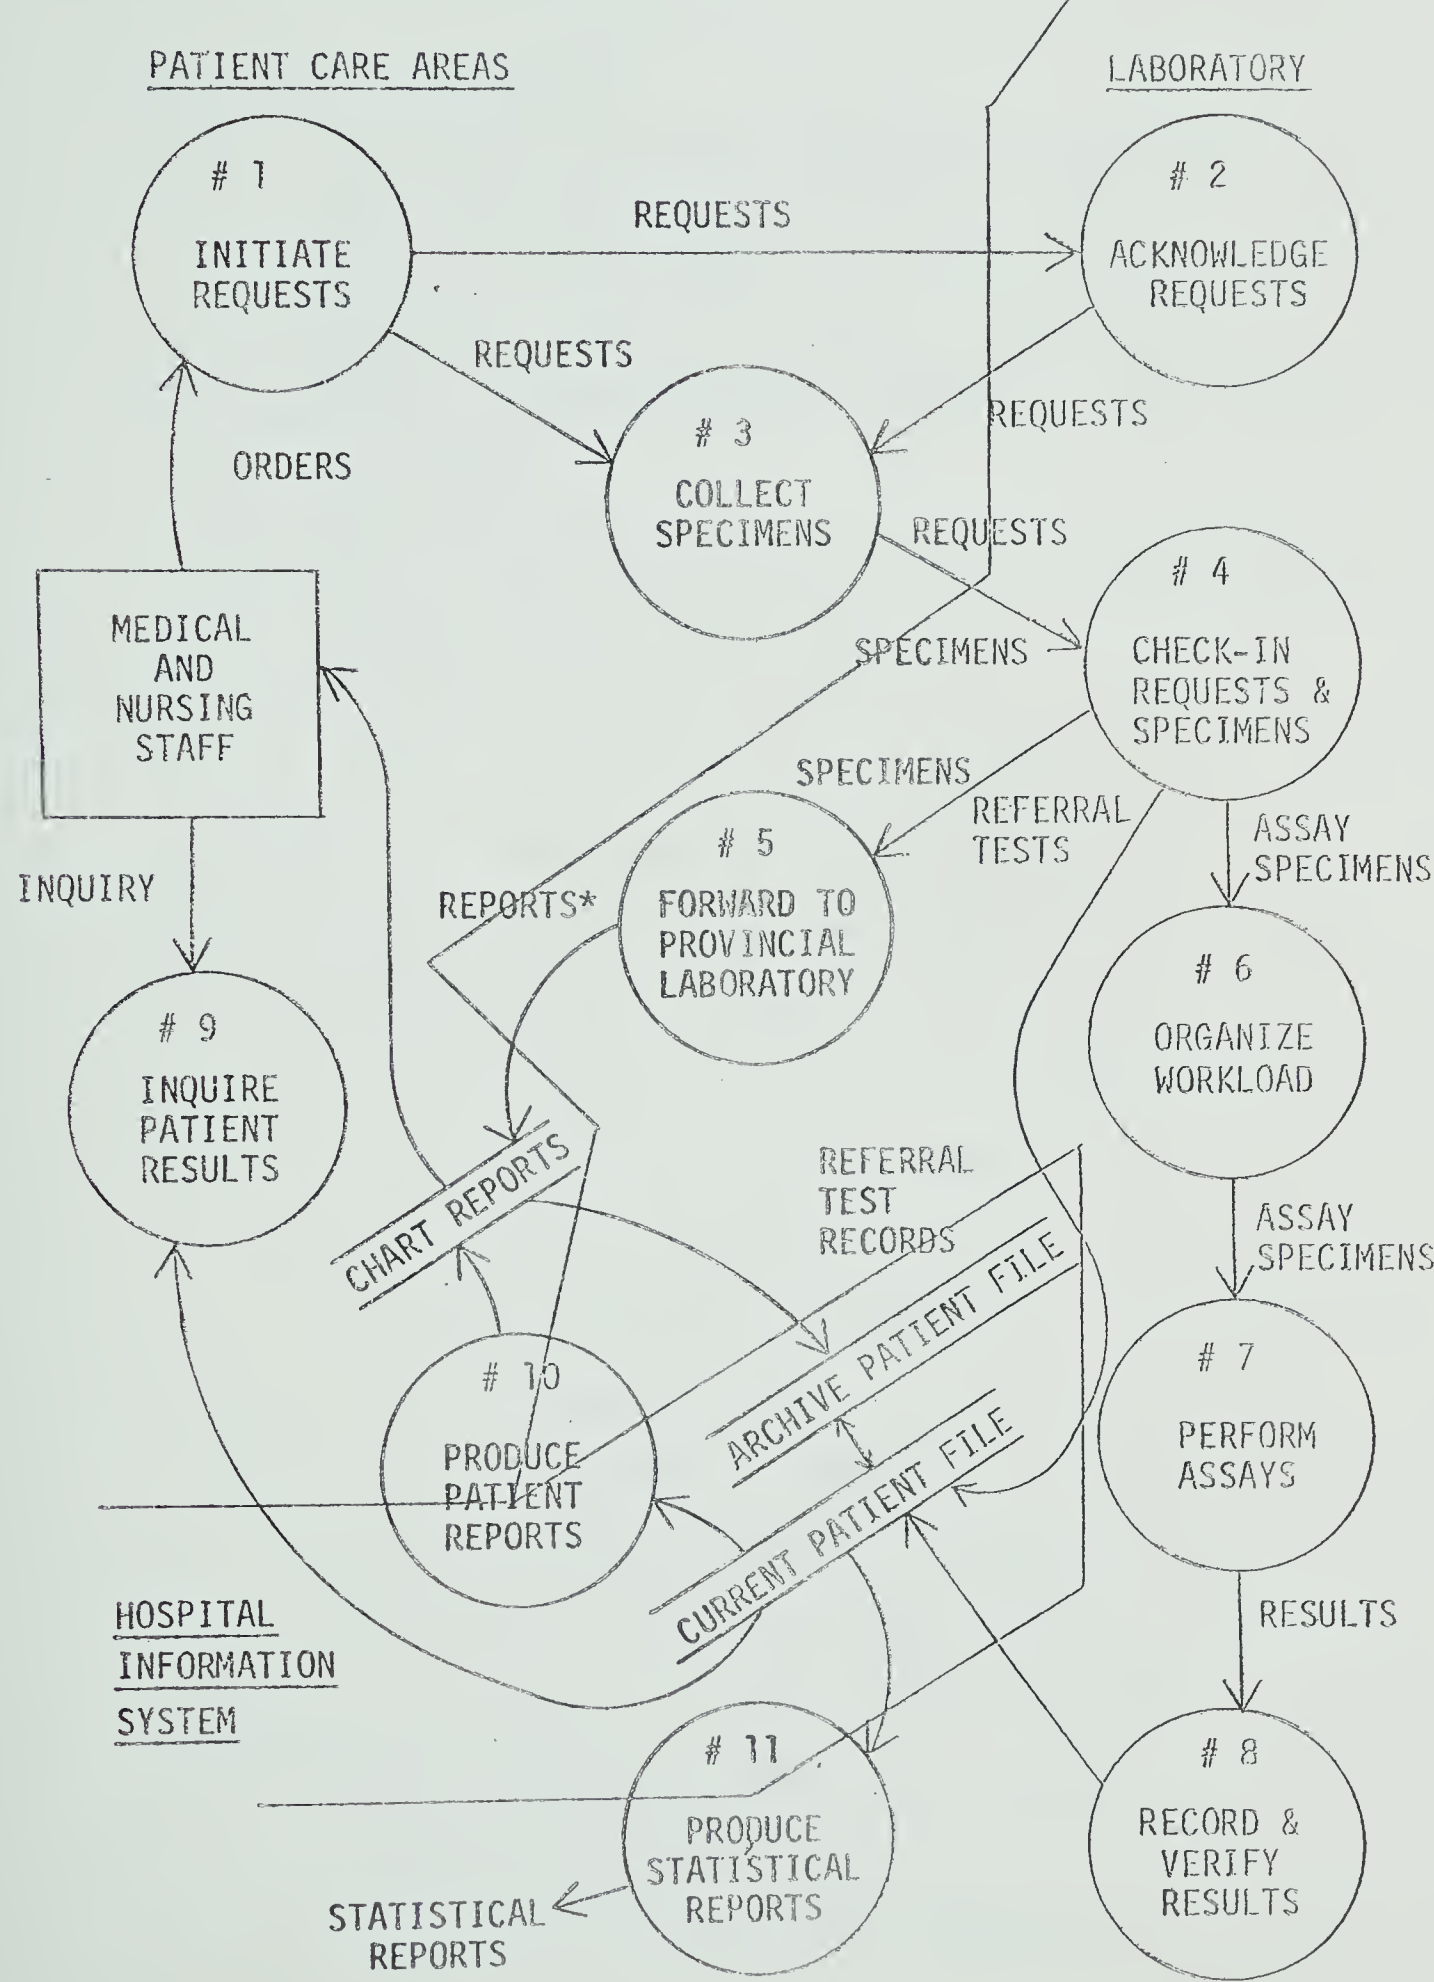 PATIENT CARE AREAS
LABORATORY
# 1
INITIATE
REQUESTS
REQUESTS
# 2
ACKNOWLEDGE
REQUESTS
REQUESTS
REQUESTS
# 3
COLLECT
SPECIMENS
ORDERS
REQUESTS
SPECIMENS
# 4
CHECK-IN
REQUESTS &
SPECIMENS
MEDICAL
AND
NURSING
STAFF
SPECIMENS
REFERRAL
TESTS
ASSAY
SPECIMENS
INQUIRY
REPORTS*
# 5
FORWARD TO
PROVINCIAL
LABORATORY
# 6
ORGANIZE
WORKLOAD
# 9
INQUIRE
PATIENT
RESULTS
CHART REPORTS
REFERRAL
TEST
RECORDS
ASSAY
SPECIMENS
ARCHIVE PATIENT FILE
# 7
PERFORM
ASSAYS
# 10
PRODUCE
PATIENT
REPORTS
CURRENT PATIENT FILE
HOSPITAL
INFORMATION
SYSTEM
RESULTS
# 11
PRODUCE
STATISTICAL
REPORTS
# 8
RECORD &
VERIFY
RESULTS
STATISTICAL
REPORTS